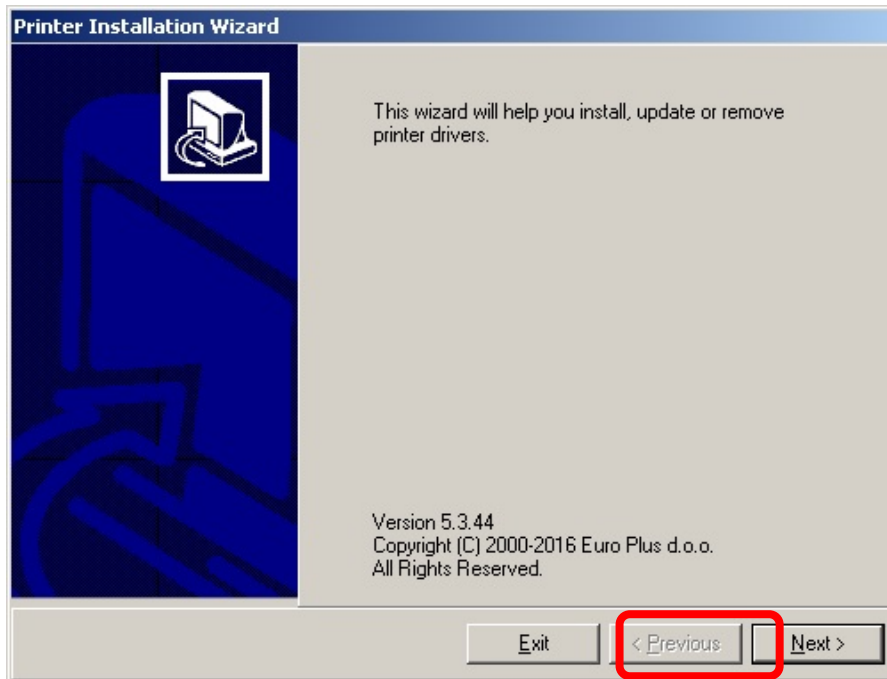 Printer Installation Wizard
This wizard will help you install, update or remove
printer drivers.
Version 5.3.44
Copyright (C) 2000-2016 Euro Plus d.o.o.
All Rights Reserved.
Exit
< Previous
Next >